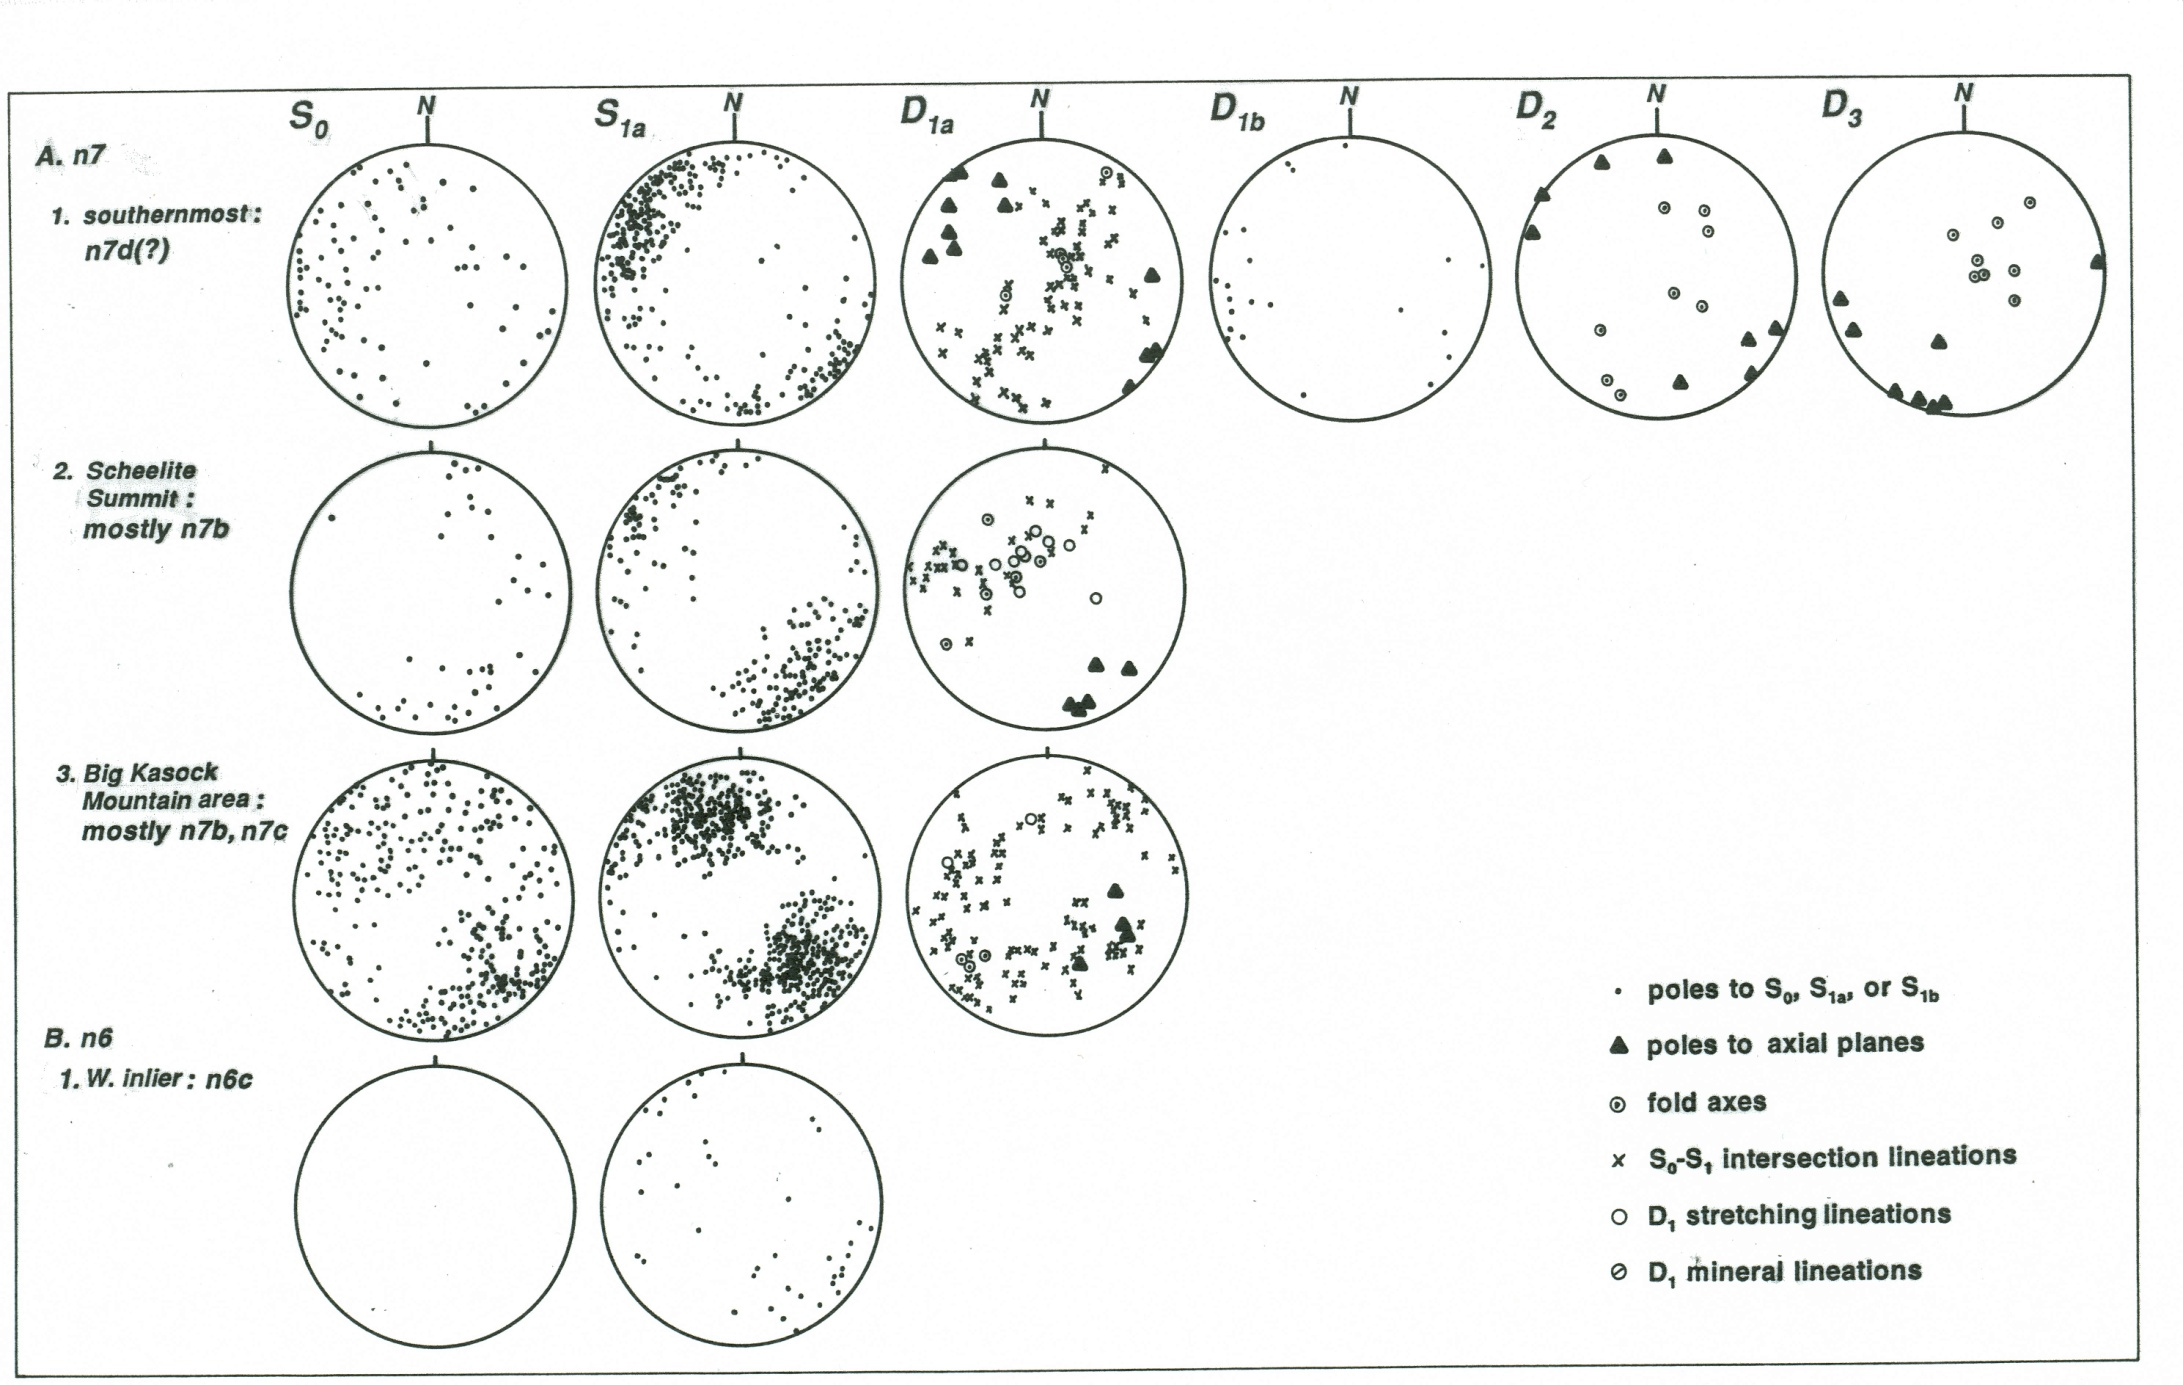 S0 N S1a N D1a N D1b N D2 N D3 N
A. n7
1. southernmost:
n7d(?)
2. Scheelite
Summit:
mostly n7b
3. Big Kasock
Mountain area:
mostly n7b, n7c
B. n6
1. W. inlier: n6c
poles to S0, S1a, or S1b
poles to axial planes
fold axes
S0-S1 intersection lineations
D1 stretching lineations
D1 mineral lineations